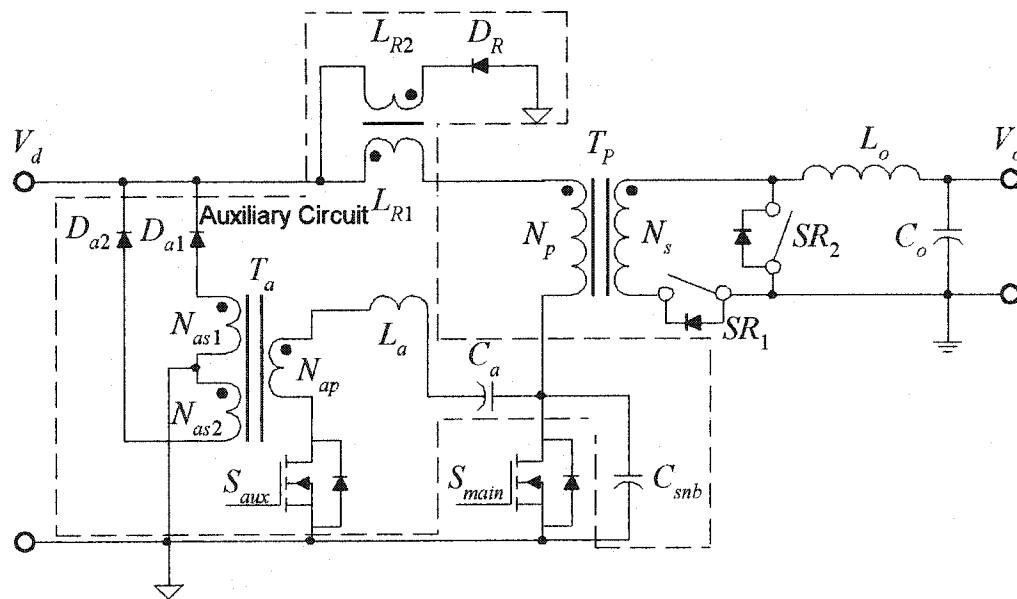 L_R2
D_R
V_d
T_P
L_o
V_o
Auxiliary Circuit
L_R1
D_a2
D_a1
N_p
N_s
SR_2
C_o
T_a
N_as1
L_a
SR_1
N_ap
C_a
N_as2
S_aux
S_main
C_snb